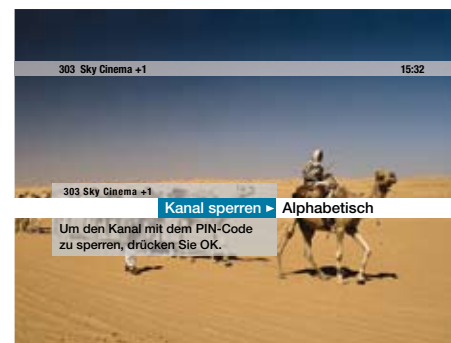 303 Sky Cinema +1 15:32
303 Sky Cinema +1
Kanal sperren ► Alphabetisch
Um den Kanal mit dem PIN-Code
zu sperren, drücken Sie OK.